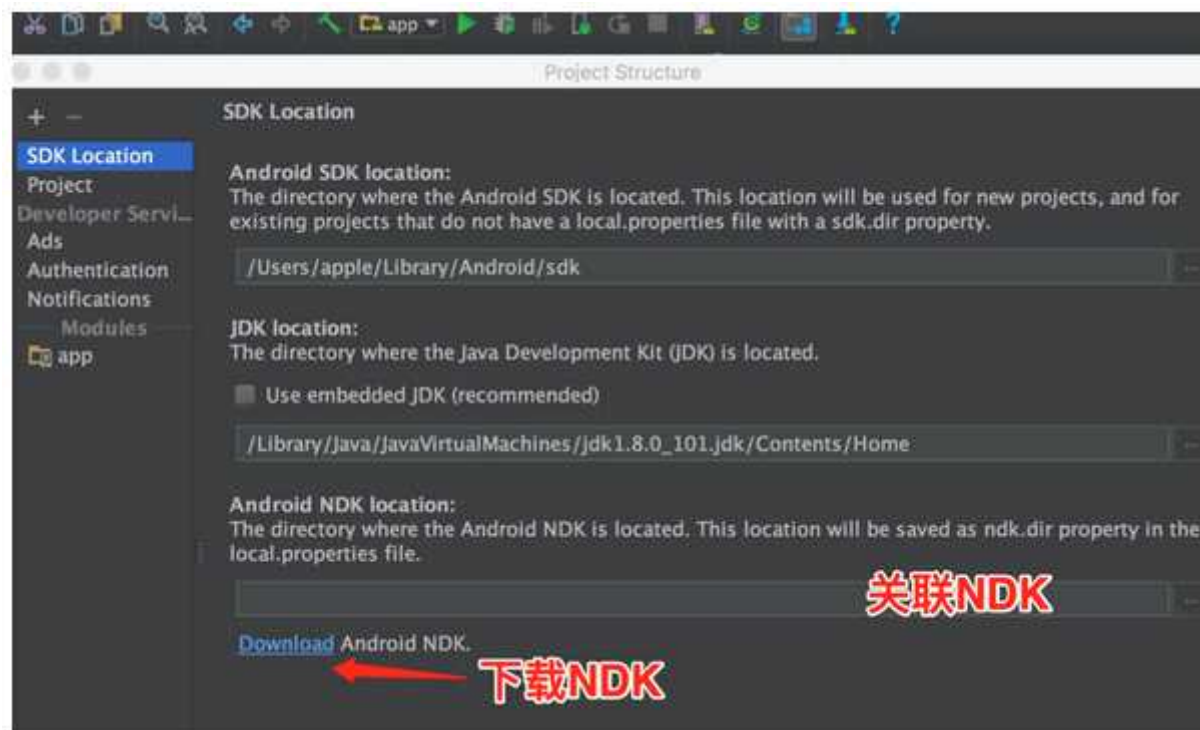 app
Project Structure
+ -
SDK Location
SDK Location
Project
Developer Servi...
Ads
Authentication
Notifications
Modules
app
Android SDK location:
The directory where the Android SDK is located. This location will be used for new projects, and for
existing projects that do not have a local.properties file with a sdk.dir property.
/Users/apple/Library/Android/sdk
JDK location:
The directory where the Java Development Kit (JDK) is located.
Use embedded JDK (recommended)
/Library/Java/JavaVirtualMachines/jdk1.8.0_101.jdk/Contents/Home
Android NDK location:
The directory where the Android NDK is located. This location will be saved as ndk.dir property in the
local.properties file.
关联NDK
Download Android NDK.
下载NDK